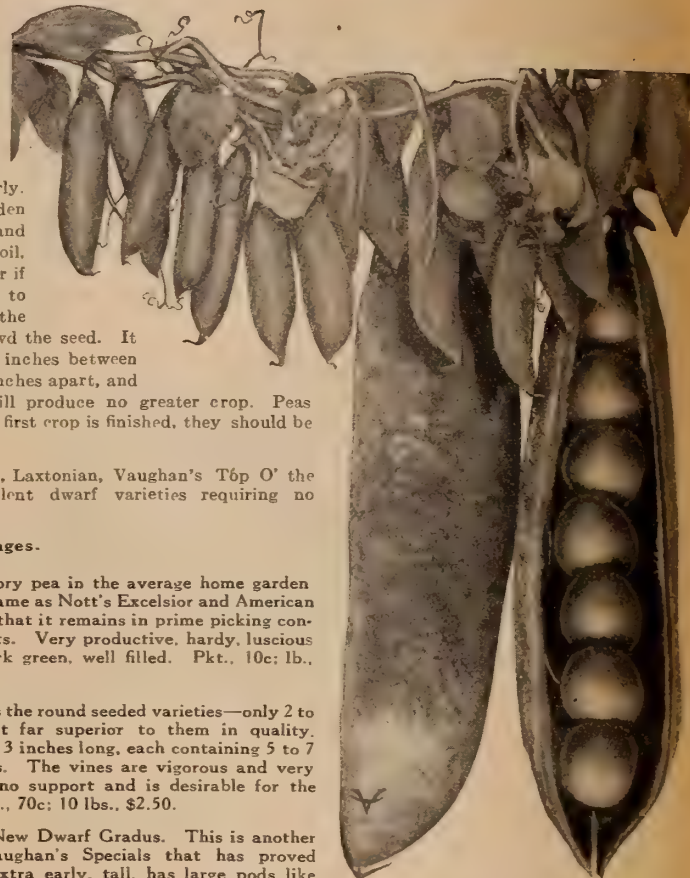 rly.
den
and
oil,
r if
to
the
wd the seed. It
inches between
nches apart, and
ill produce no greater crop. Peas
first crop is finished, they should be
, Laxtonian, Vaughan's Tóp O' the
lent dwarf varieties requiring no
ages.
ory pea in the average home garden
ame as Nott's Excelsior and American
that it remains in prime picking con-
ts. Very productive, hardy, luscious
rk green, well filled. Pkt., 10c; lb.,
s the round seeded varieties—only 2 to
t far superior to them in quality.
3 inches long, each containing 5 to 7
s. The vines are vigorous and very
no support and is desirable for the
., 70c; 10 lbs., $2.50.
New Dwarf Gradus. This is another
aughan's Specials that has proved
xtra early, tall, has large pods like